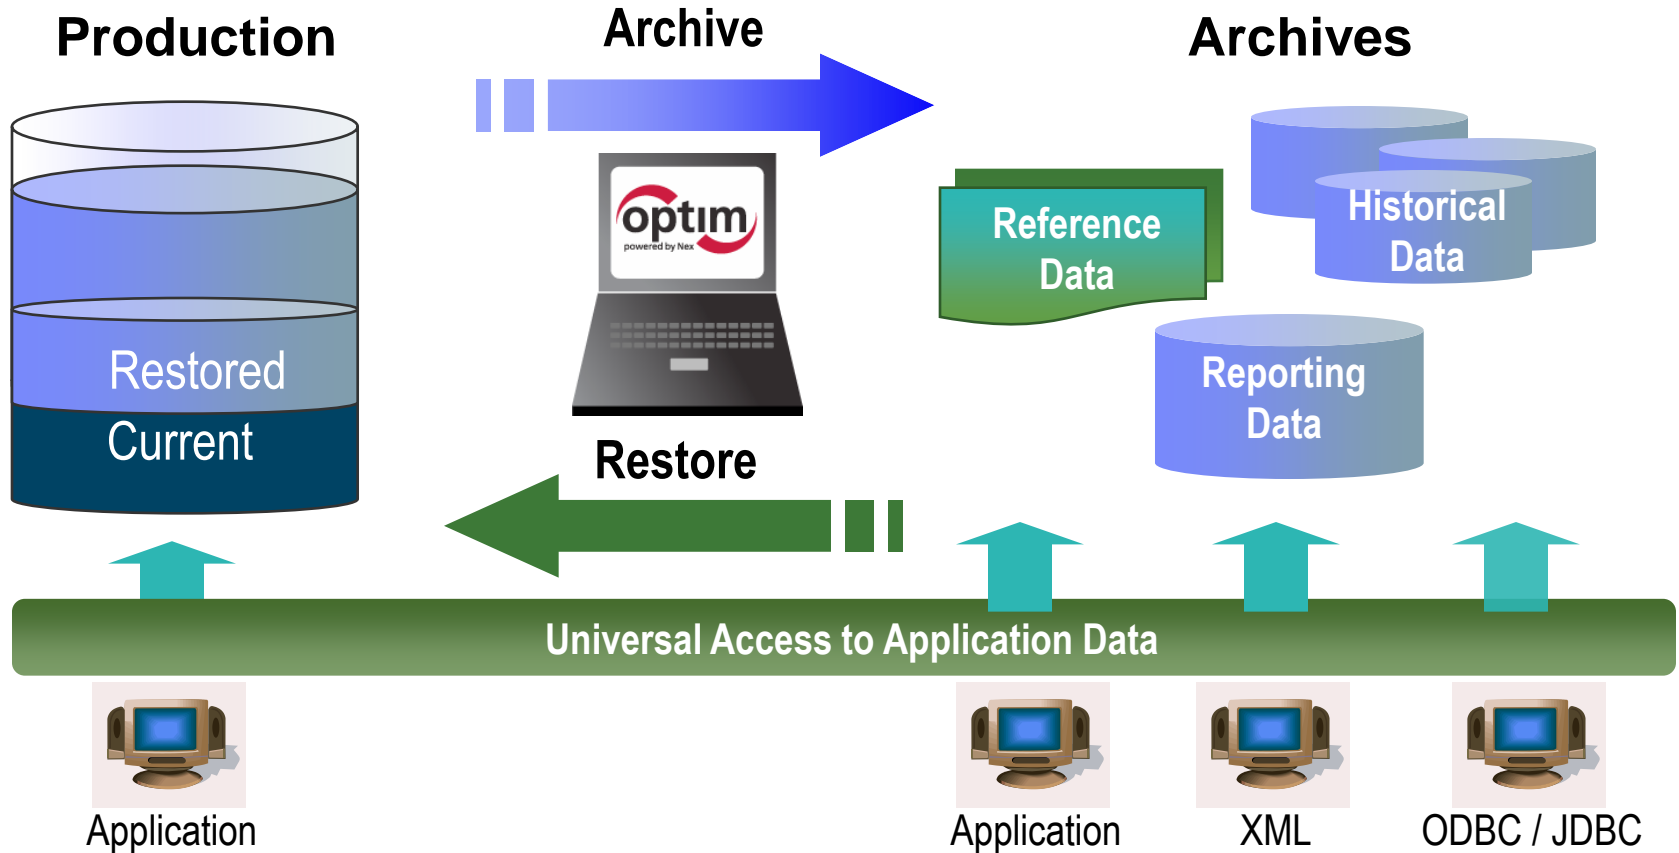 Production
Archive
Archives
optim
powered by Nex
Reference
Data
Historical
Data
Reporting
Data
Restored
Current
Restore
Universal Access to Application Data
Application
Application
XML
ODBC / JDBC